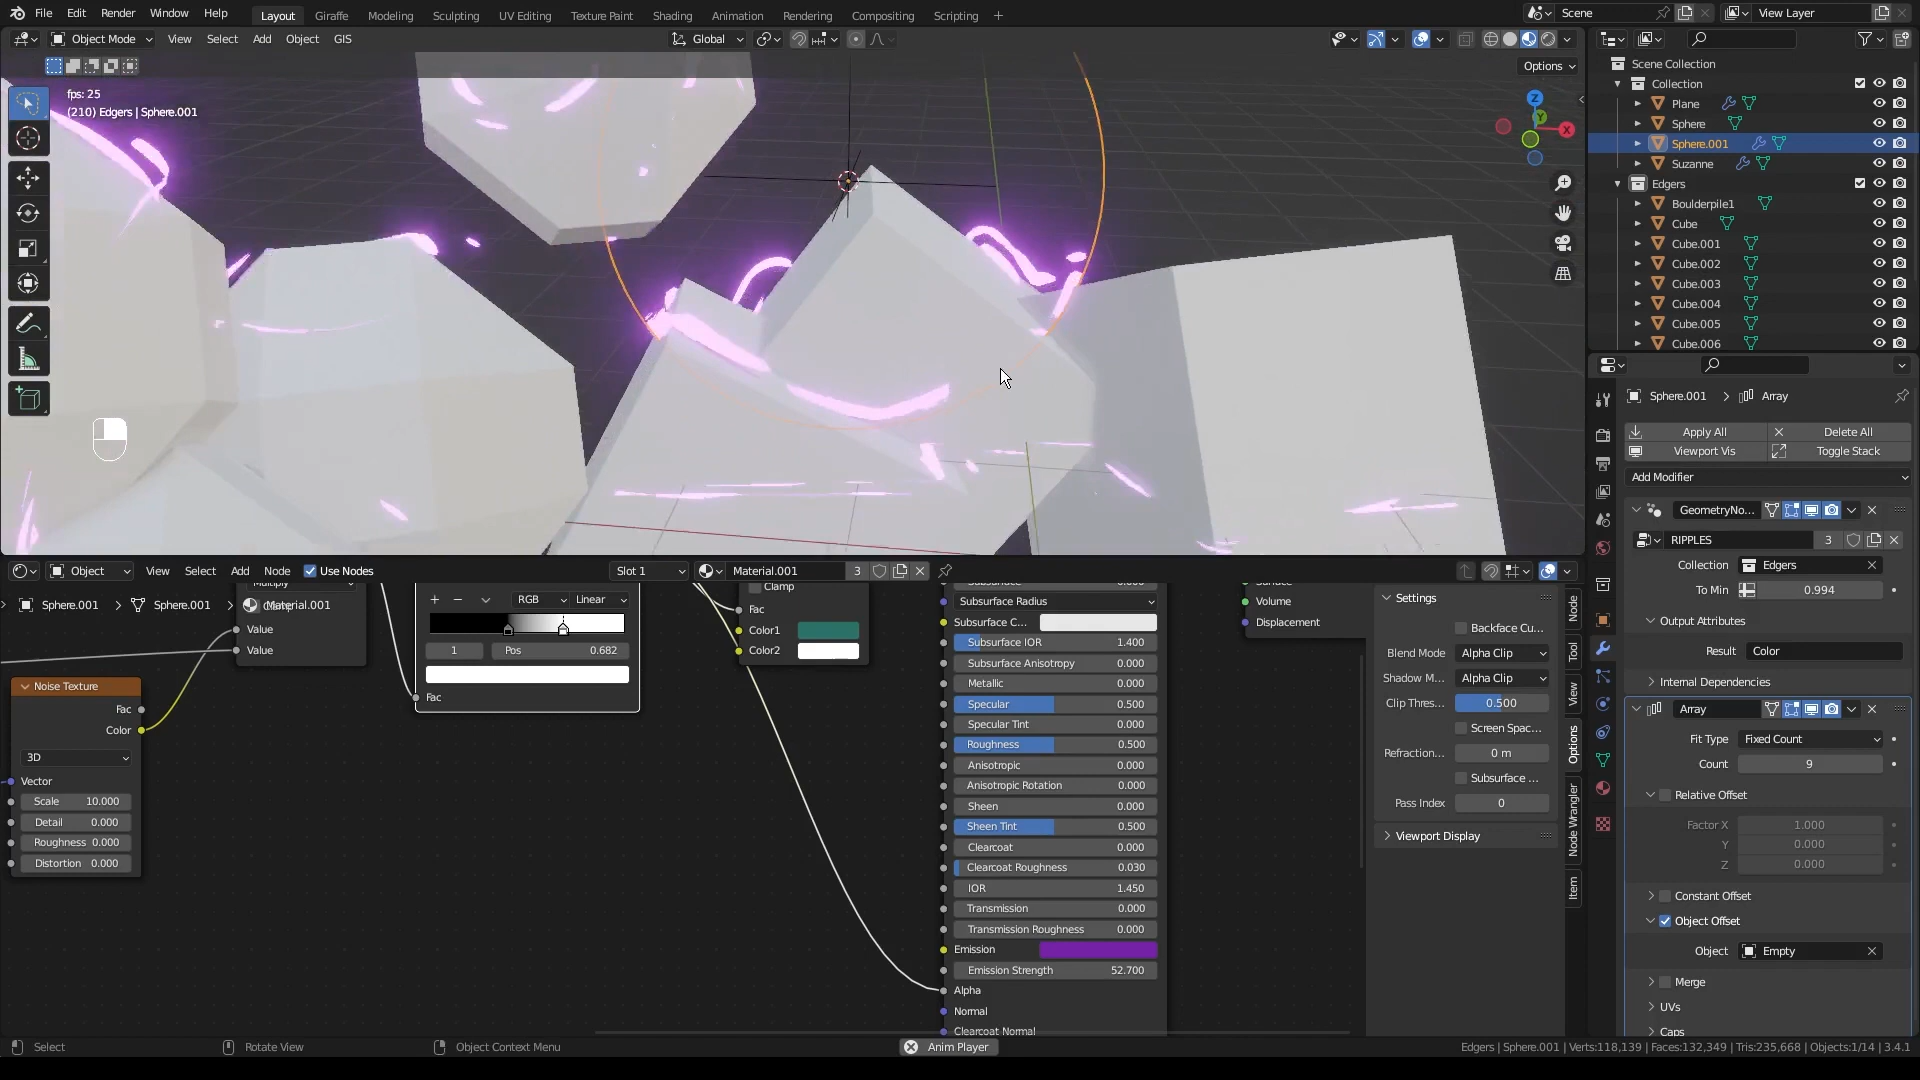 File Edit Render Window Help Layout Giraffe Modeling Sculpting UV Editing Texture Paint Shading Animation Rendering Compositing Scripting + Scene View Layer
Object Mode View Select Add Object GIS Global
Options
fps: 25
(210) Edgers | Sphere.001
Z
Y
X
Scene Collection
Collection
Plane
Sphere
Sphere.001
Suzanne
Edgers
Boulderpile1
Cube
Cube.001
Cube.002
Cube.003
Cube.004
Cube.005
Cube.006
Sphere.001 > Array
Apply All Delete All
Viewport Vis Toggle Stack
Add Modifier
GeometryNo...
RIPPLES 3
Collection Edgers
To Min 0.994
Output Attributes
Result Color
Internal Dependencies
Array
Fit Type Fixed Count
Count 9
Relative Offset
Factor X 1.000
Y 0.000
Z 0.000
Constant Offset
Object Offset
Object Empty
Merge
UVs
Caps
Object View Select Add Node Use Nodes Slot 1 Material.001 3
Sphere.001 > Sphere.001 > Material.001
Multiply
Value
Value
Noise Texture
Fac
Color
3D
Vector
Scale 10.000
Detail 0.000
Roughness 0.000
Distortion 0.000
RGB Linear
1 Pos 0.682
Fac
Clamp
Fac
Color1
Color2
Subsurface 0.000
Subsurface Radius
Subsurface C...
Subsurface IOR 1.400
Subsurface Anisotropy 0.000
Metallic 0.000
Specular 0.500
Specular Tint 0.000
Roughness 0.500
Anisotropic 0.000
Anisotropic Rotation 0.000
Sheen 0.000
Sheen Tint 0.500
Clearcoat 0.000
Clearcoat Roughness 0.030
IOR 1.450
Transmission 0.000
Transmission Roughness 0.000
Emission
Emission Strength 52.700
Alpha
Normal
Clearcoat Normal
Surface
Volume
Displacement
Settings
Backface Cu...
Blend Mode Alpha Clip
Shadow M... Alpha Clip
Clip Thres... 0.500
Screen Spac...
Refraction... 0 m
Subsurface ...
Pass Index 0
Viewport Display
Node
Tool
View
Options
Node Wrangler
Item
Select Rotate View Object Context Menu Anim Player Edgers | Sphere.001 | Verts:118,139 | Faces:132,349 | Tris:235,668 | Objects:1/14 | 3.4.1